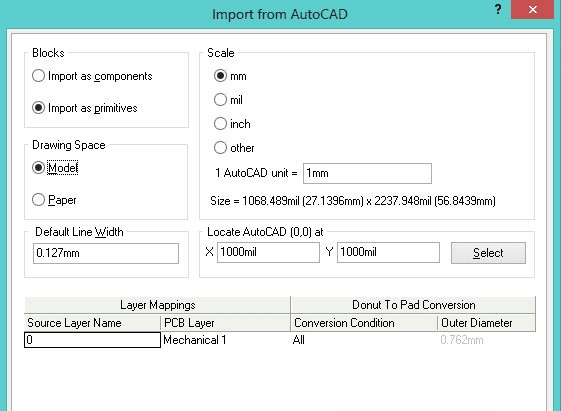 Import from AutoCAD
?
x
Blocks
Import as components
Import as primitives
Drawing Space
Model
Paper
Scale
mm
mil
inch
other
1 AutoCAD unit = 1mm
Size = 1068.489mil (27.1396mm) x 2237.948mil (56.8439mm)
Default Line Width
0.127mm
Locate AutoCAD (0,0) at
X 1000mil Y 1000mil Select
Layer Mappings Donut To Pad Conversion
Source Layer Name PCB Layer Conversion Condition Outer Diameter
0 Mechanical 1 All 0.762mm